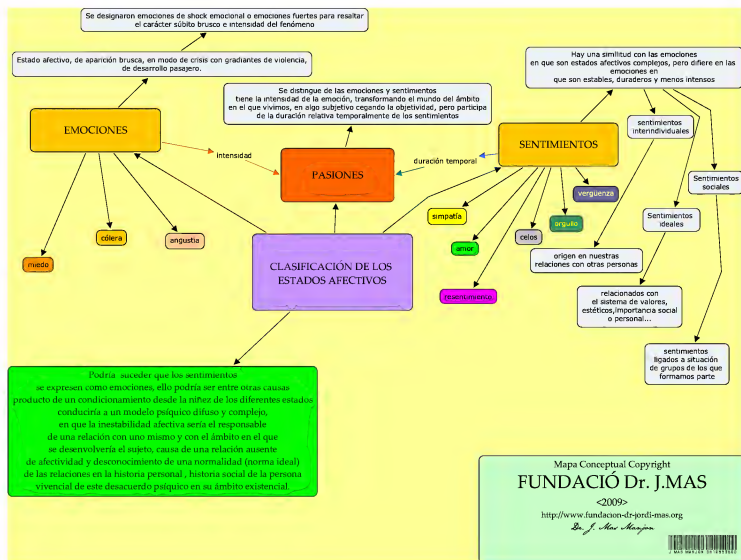 Se designaron emociones de shock emocional o emociones fuertes para resaltar
el carácter súbito brusco e intensidad del fenómeno
Estado afectivo, de aparición brusca, en modo de crisis con gradiantes de violencia,
de desarrollo pasajero.
Se distingue de las emociones y sentimientos
tiene la intensidad de la emoción, transformando el mundo del ámbito
en el que vivimos, en algo subjetivo cegando la objetividad, pero participa
de la duración relativa temporalmente de los sentimientos
Hay una similitud con las emociones
en que son estados afectivos complejos, pero difiere en las
emociones en
que son estables, duraderos y menos intensos
EMOCIONES
Intensidad
PASIONES
duración temporal
SENTIMIENTOS
sentimientos
interindividuales
Sentimientos
sociales
Sentimientos
ideales
miedo
cólera
angustia
simpatía
amor
resentimiento
celos
orgullo
vergüenza
origen en nuestras
relaciones con otras personas
relacionados con
el sistema de valores,
estéticos,importancia social
o personal...
sentimientos
ligados a situación
de grupos de los que
formamos parte
CLASIFICACIÓN DE LOS
ESTADOS AFECTIVOS
Podría suceder que los sentimientos
se expresen como emociones, ello podría ser entre otras causas
producto de un condicionamiento desde la niñez de los diferentes estados
conduciría a un modelo psíquico difuso y complejo,
en que la inestabilidad afectiva sería el responsable
de una relación con uno mismo y con el ámbito en el que
se desenvolvería el sujeto, causa de una relación ausente
de afectividad y desconocimiento de una normalidad (norma ideal)
de las relaciones en la historia personal , historia social de la persona
vivencial de este desacuerdo psíquico en su ámbito existencial.
Mapa Conceptual Copyright
FUNDACIÓ Dr. J.MAS
<2009>
http://www.fundacion-dr-jordi-mas.org
Dr. J. Mas Manjon